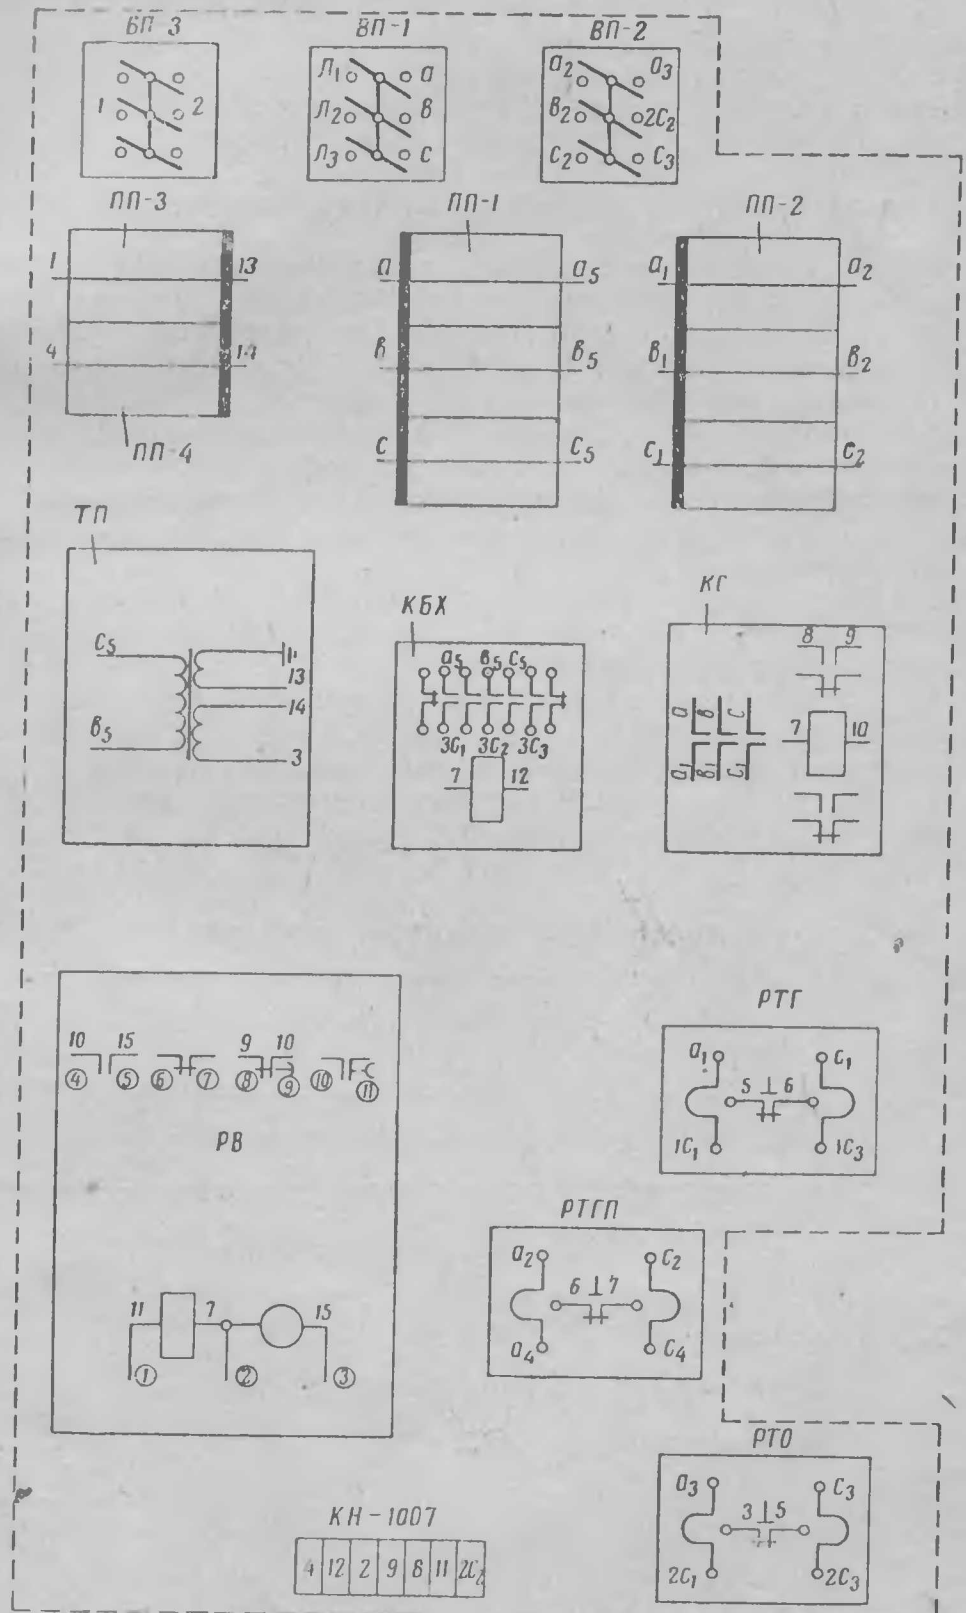 БП-3 ВП-1 ВП-2
Л₁ а а₂ а₃
1 2 Л₂ в в₂ 2С₂
Л₃ с С₂ С₃
ПП-3 ПП-1 ПП-2
1 13 а а₅ а₁ а₂
4 14 в в₅ в₁ в₂
ПП-4 с С₅ С₁ С₂
ТП
КБХ КГ
С₅ 13 14 3 в₅
а₅ в₅ С₅
3С₁ 3С₂ 3С₃
7 12
8 9
а в с
7 10
а₁ в₁ С₁
10 15 9 10
④ ⑤ ⑥ ⑦ ⑧ ⑨ ⑩ ⑪
РВ
11 7 15
① ② ③
РТГ
а₁ С₁
5 6
1С₁ 1С₃
РТГП
а₂ С₂
6 7
а₄ С₄
РТО
а₃ С₃
3 5
2С₁ 2С₃
КН-1007
4 12 2 9 8 11 2С₂